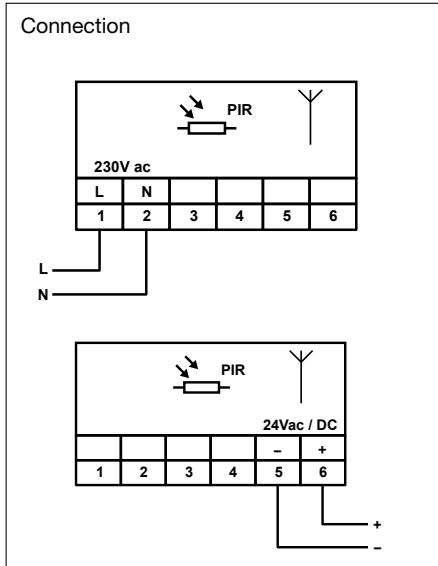 Connection
PIR
230V ac
L N
1 2 3 4 5 6
L
N
PIR
24Vac / DC
– +
1 2 3 4 5 6
+
–